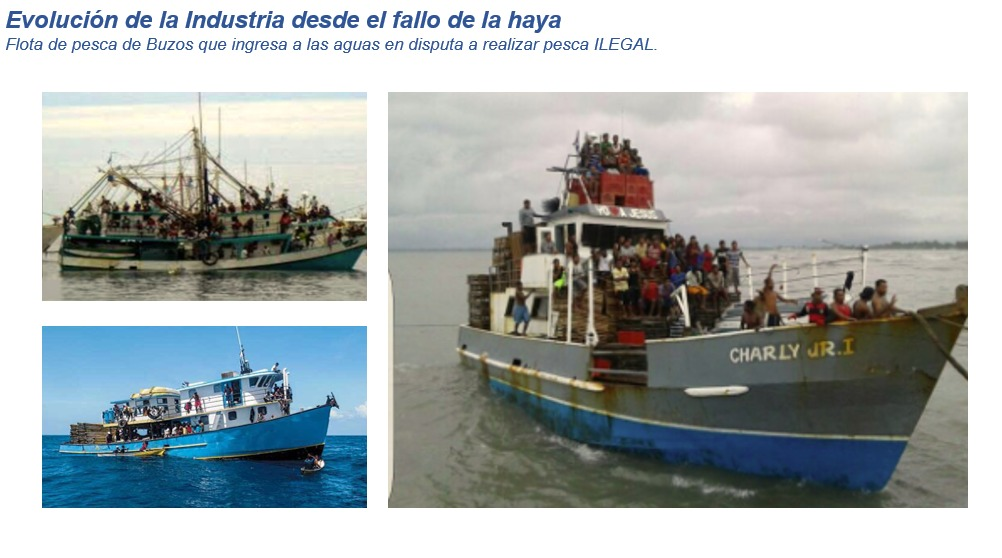 Evolución de la Industria desde el fallo de la haya
Flota de pesca de Buzos que ingresa a las aguas en disputa a realizar pesca ILEGAL.
CHARLY JR.I